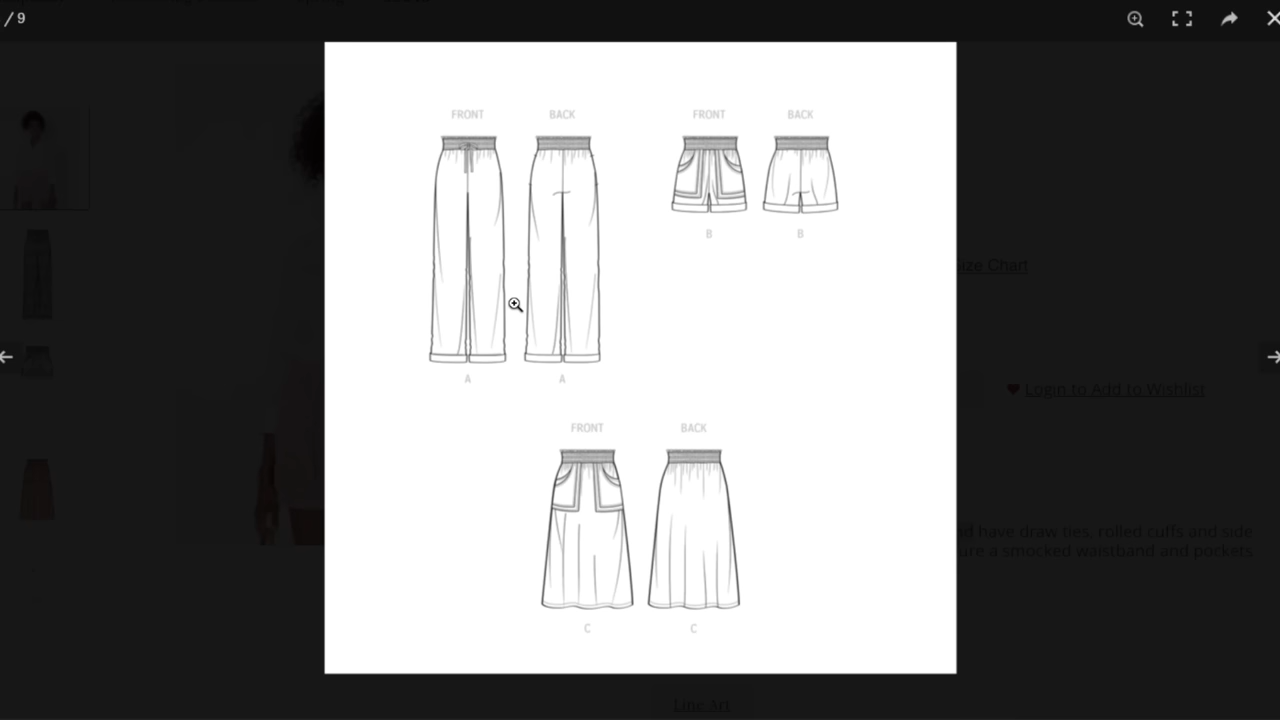 / 9
FRONT BACK FRONT BACK
B B
ize Chart
A A
Login to Add to Wishlist
FRONT BACK
have draw ties, rolled cuffs and side
ure a smocked waistband and pockets
C C
Line Art